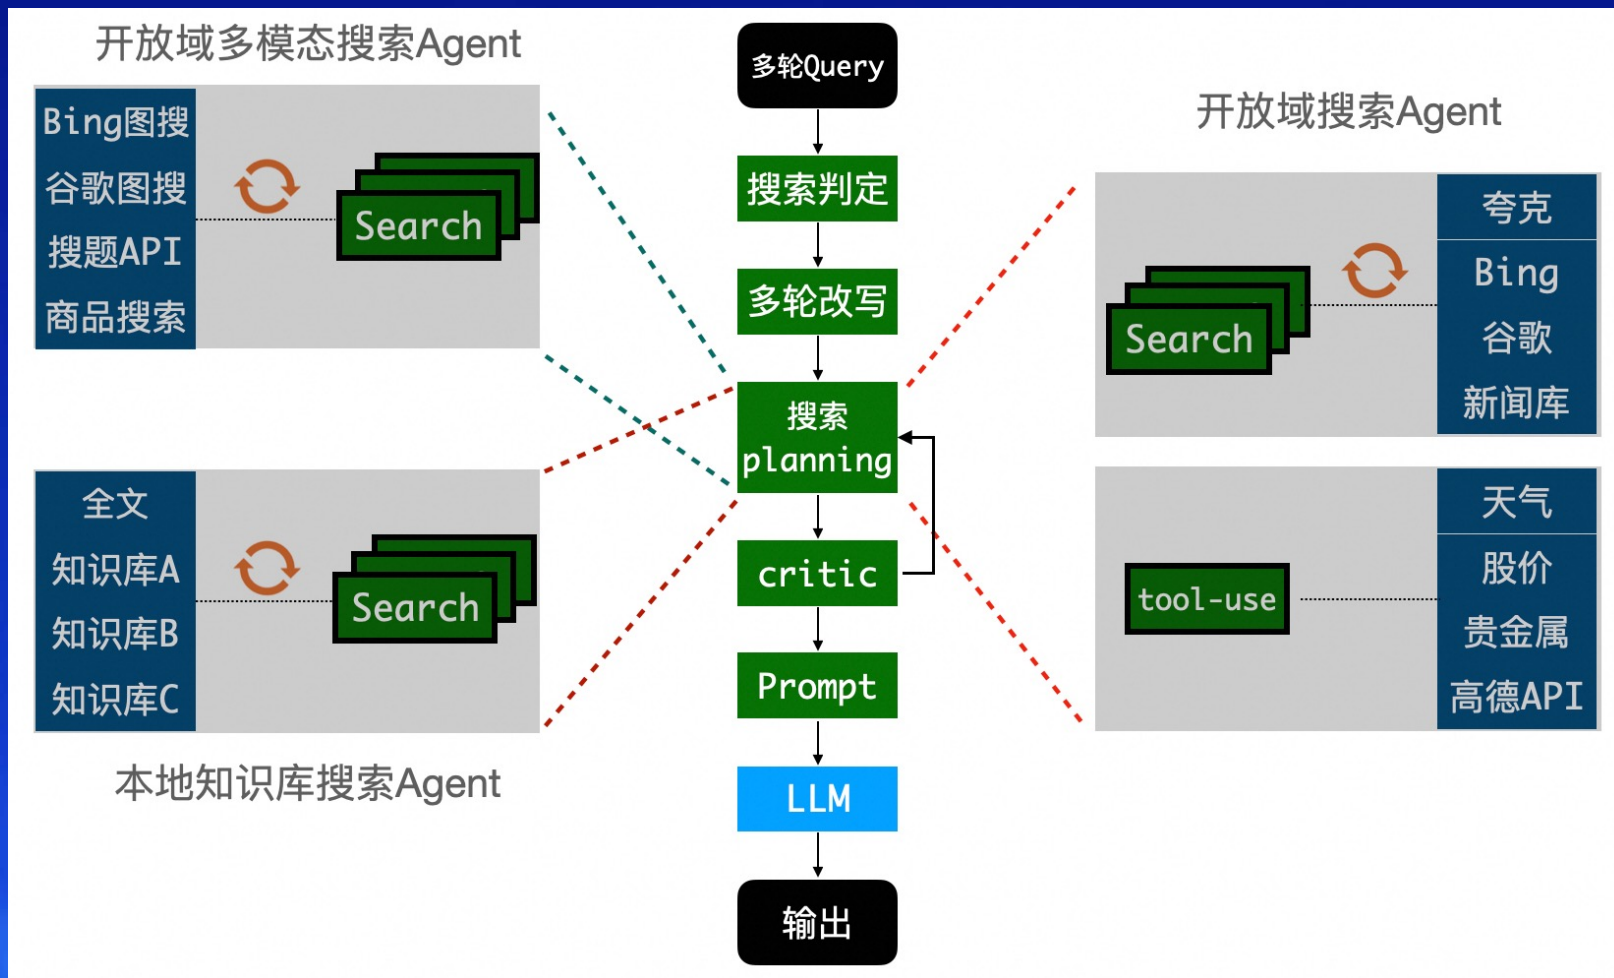 开放域多模态搜索Agent
Bing图搜
谷歌图搜
搜题API
商品搜索
Search
全文
知识库A
知识库B
知识库C
Search
本地知识库搜索Agent
多轮Query
搜索判定
多轮改写
搜索
planning
critic
Prompt
LLM
输出
开放域搜索Agent
Search
夸克
Bing
谷歌
新闻库
tool-use
天气
股价
贵金属
高德API